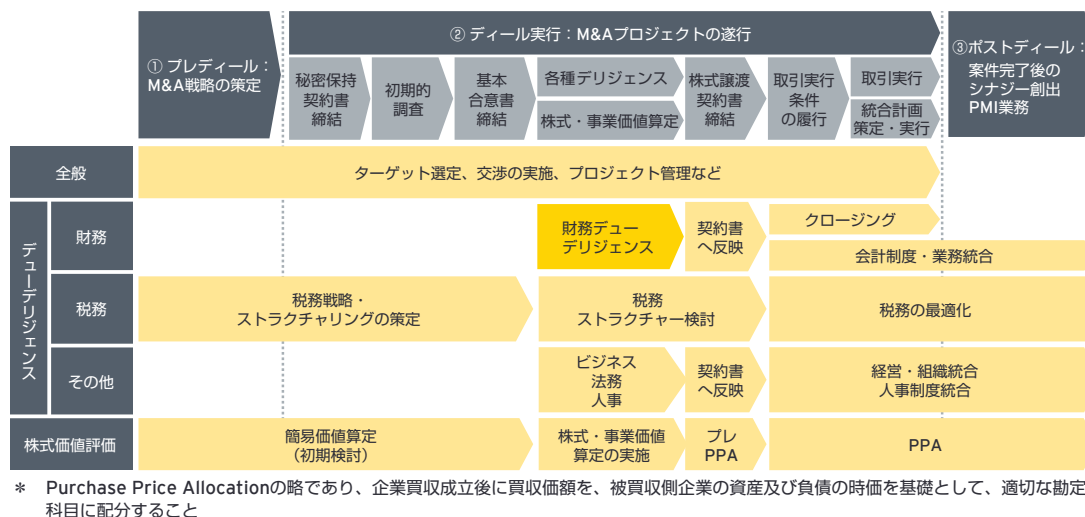 ① プレディール：
M&A戦略の策定
② ディール実行：M&Aプロジェクトの遂行
③ポストディール：
案件完了後の
シナジー創出
PMI業務
秘密保持
契約書
締結
初期的
調査
基本
合意書
締結
各種デリジェンス
株式・事業価値算定
株式譲渡
契約書
締結
取引実行
条件
の履行
取引実行
統合計画
策定・実行
全般
ターゲット選定、交渉の実施、プロジェクト管理など
デューデリジェンス
財務
財務デュー
デリジェンス
契約書
へ反映
クロージング
会計制度・業務統合
税務
税務戦略・
ストラクチャリングの策定
税務
ストラクチャー検討
税務の最適化
その他
ビジネス
法務
人事
契約書
へ反映
経営・組織統合
人事制度統合
株式価値評価
簡易価値算定
（初期検討）
株式・事業価値
算定の実施
プレ
PPA
PPA
＊ Purchase Price Allocationの略であり、企業買収成立後に買収価額を、被買収側企業の資産及び負債の時価を基礎として、適切な勘定
科目に配分すること